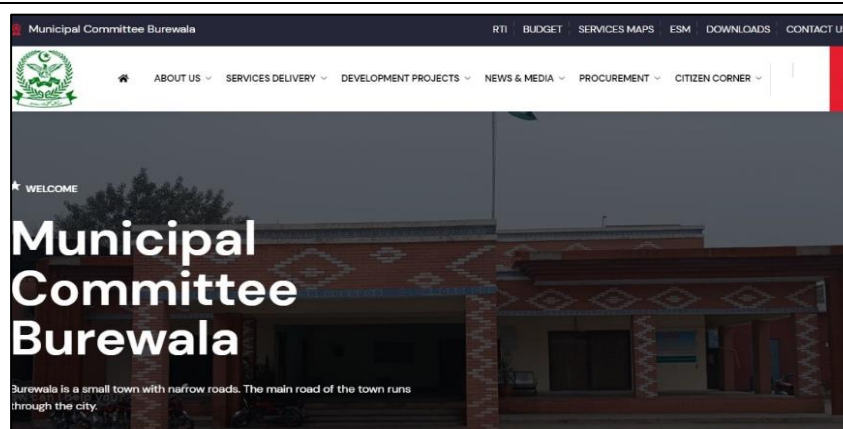 Municipal Committee Burewala
RTI BUDGET SERVICES MAPS ESM DOWNLOADS CONTACT U
ABOUT US SERVICES DELIVERY DEVELOPMENT PROJECTS NEWS & MEDIA PROCUREMENT CITIZEN CORNER
WELCOME
Municipal
Committee
Burewala
Burewala is a small town with narrow roads. The main road of the town runs
through the city.